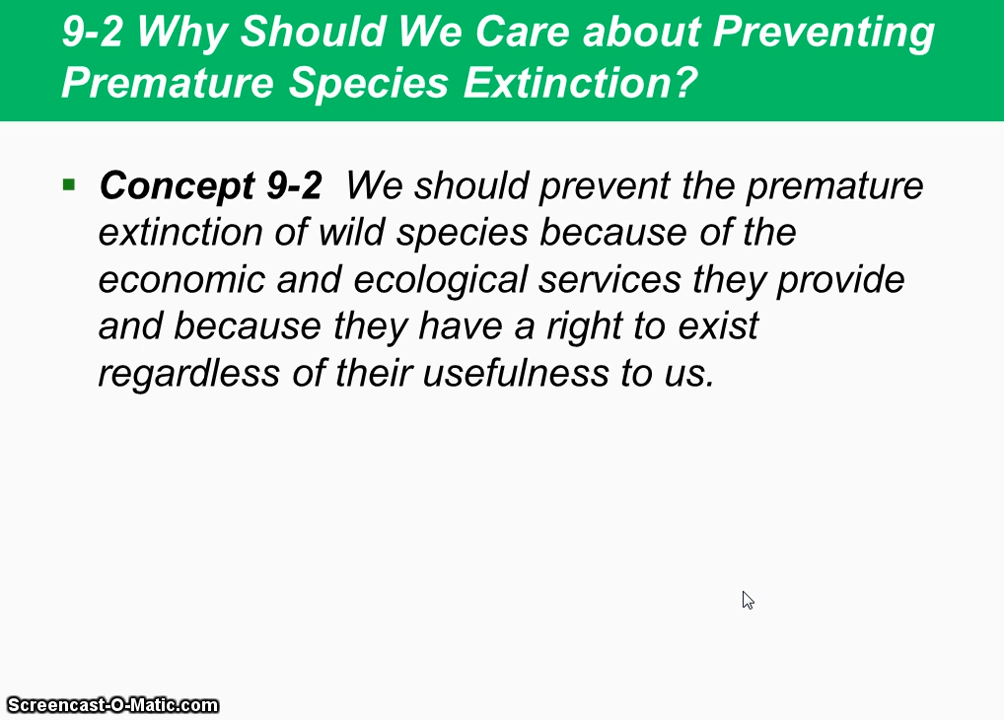 9-2 Why Should We Care about Preventing
Premature Species Extinction?
▪ Concept 9-2 We should prevent the premature
extinction of wild species because of the
economic and ecological services they provide
and because they have a right to exist
regardless of their usefulness to us.
Screencast-O-Matic.com